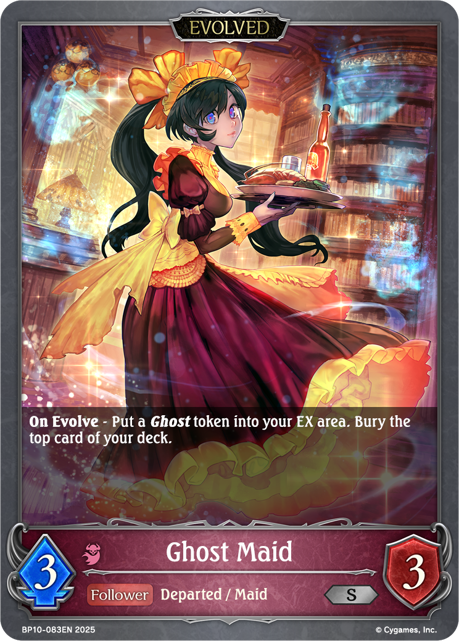 EVOLVED
On Evolve - Put a Ghost token into your EX area. Bury the
top card of your deck.
Ghost Maid
3
Follower Departed / Maid S
3
BP10-083EN 2025 © Cygames, Inc.